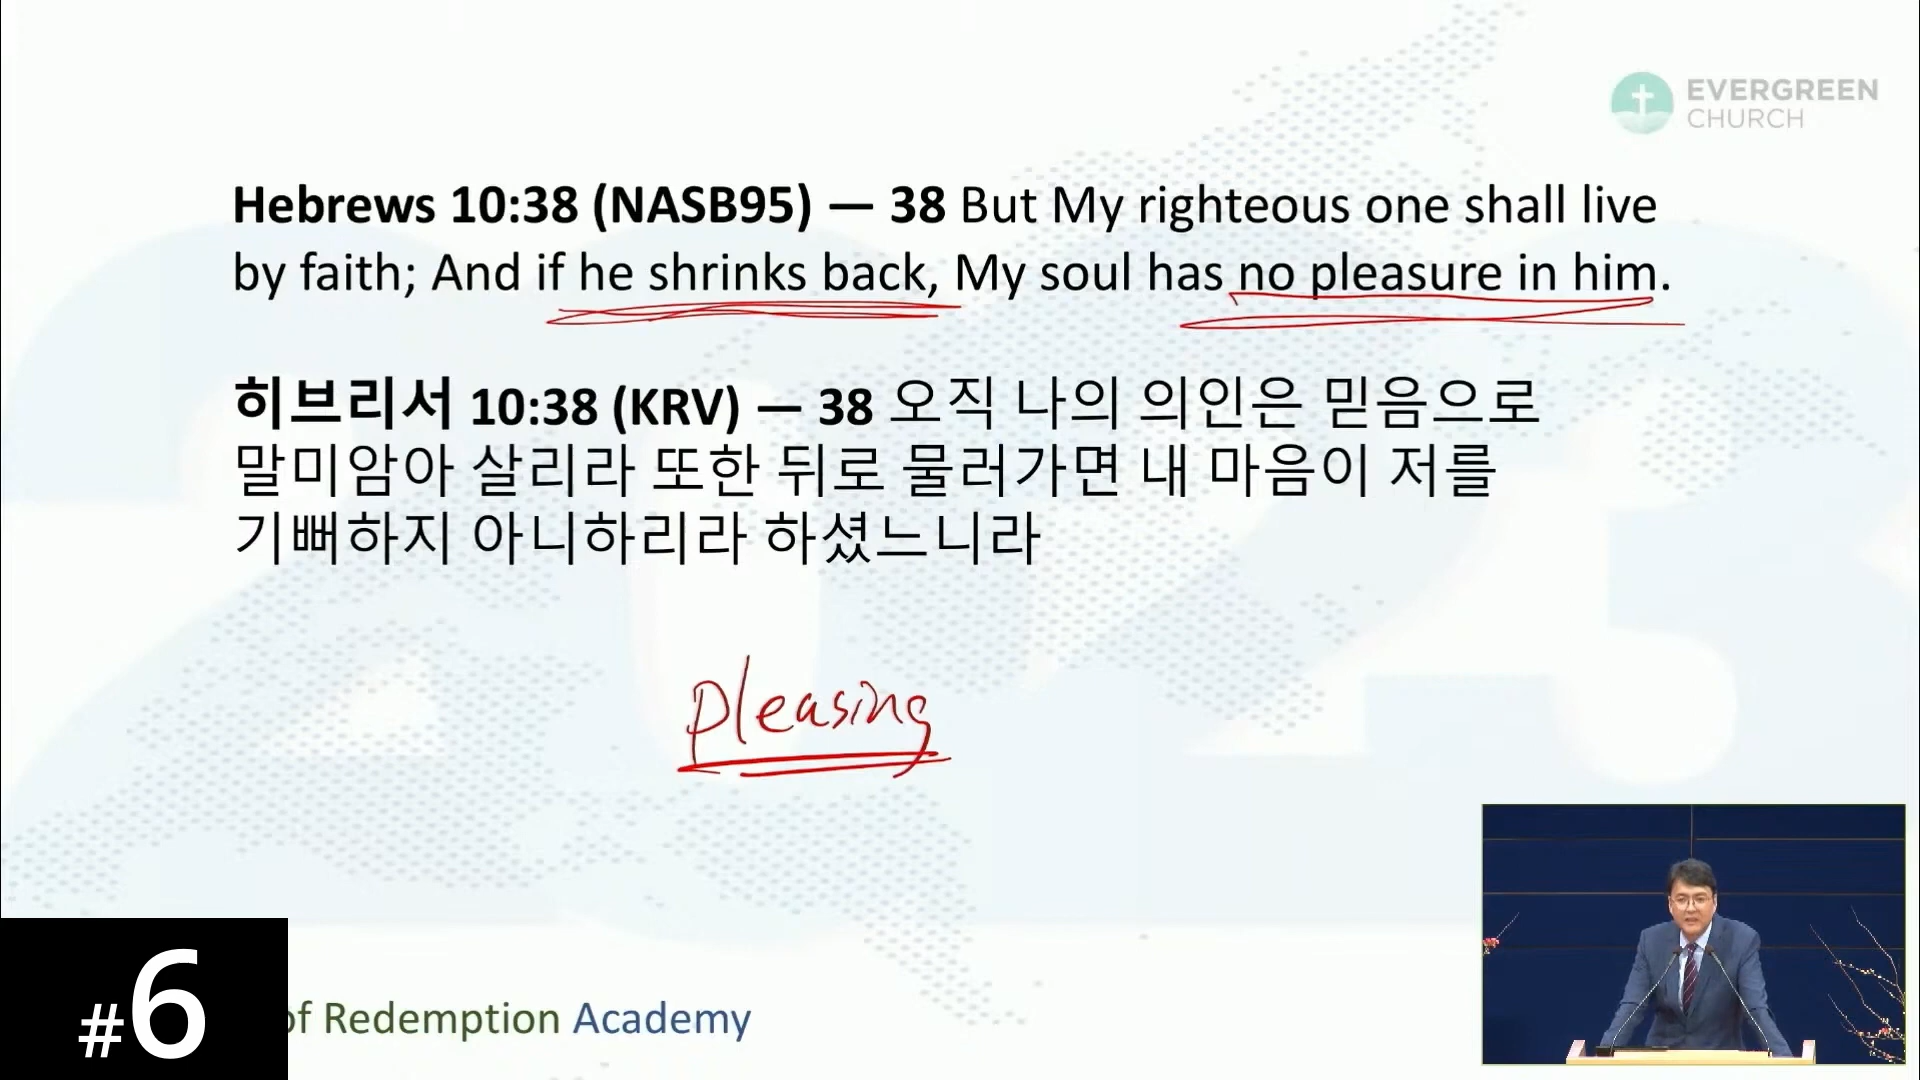 EVERGREEN
CHURCH
Hebrews 10:38 (NASB95) — 38 But My righteous one shall live
by faith; And if he shrinks back, My soul has no pleasure in him.
히브리서 10:38 (KRV) — 38 오직 나의 의인은 믿음으로
말미암아 살리라 또한 뒤로 물러가면 내 마음이 저를
기뻐하지 아니하리라 하셨느니라
pleasing
#6
of Redemption Academy